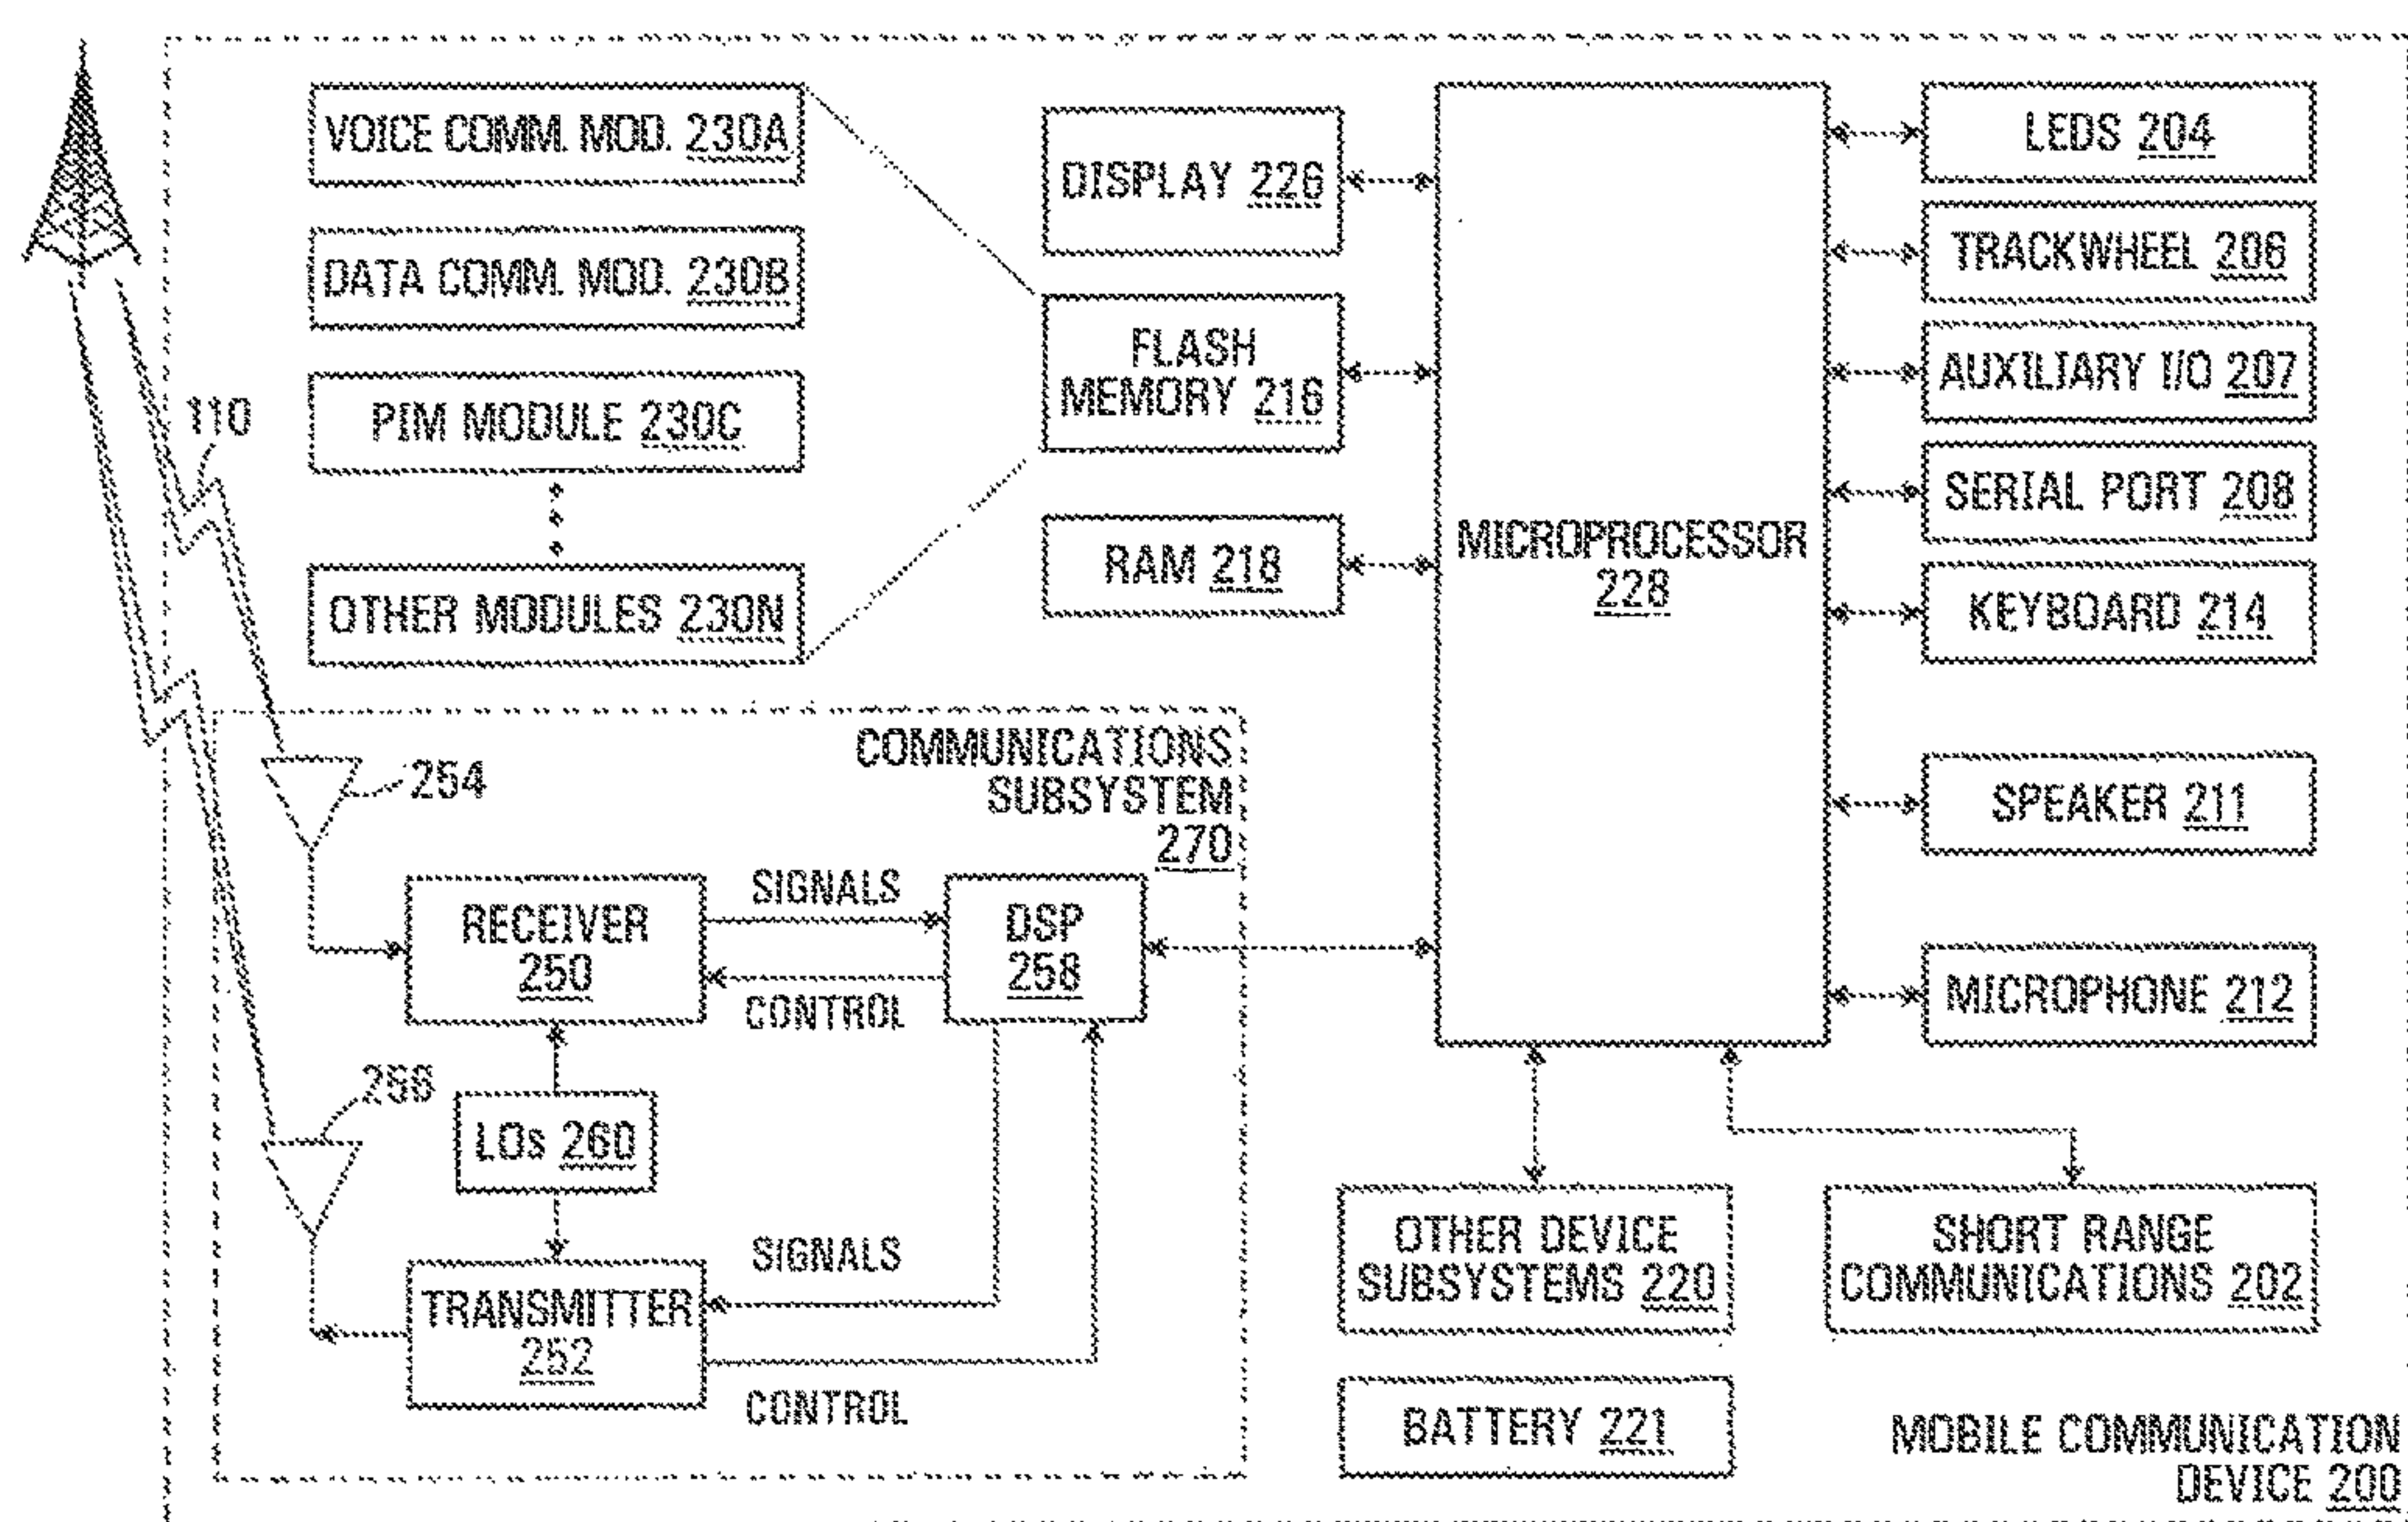 VOICE COMM. MOD. 230A
DATA COMM. MOD. 230B
PIM MODULE 230C
OTHER MODULES 230N
110
DISPLAY 226
FLASH
MEMORY 216
RAM 218
MICROPROCESSOR
228
LEDS 204
TRACKWHEEL 206
AUXILIARY I/O 207
SERIAL PORT 208
KEYBOARD 214
SPEAKER 211
MICROPHONE 212
COMMUNICATIONS
SUBSYSTEM
270
254
RECEIVER
250
SIGNALS
CONTROL
DSP
258
256
LOs 260
TRANSMITTER
252
SIGNALS
CONTROL
OTHER DEVICE
SUBSYSTEMS 220
SHORT RANGE
COMMUNICATIONS 202
BATTERY 221
MOBILE COMMUNICATION
DEVICE 200